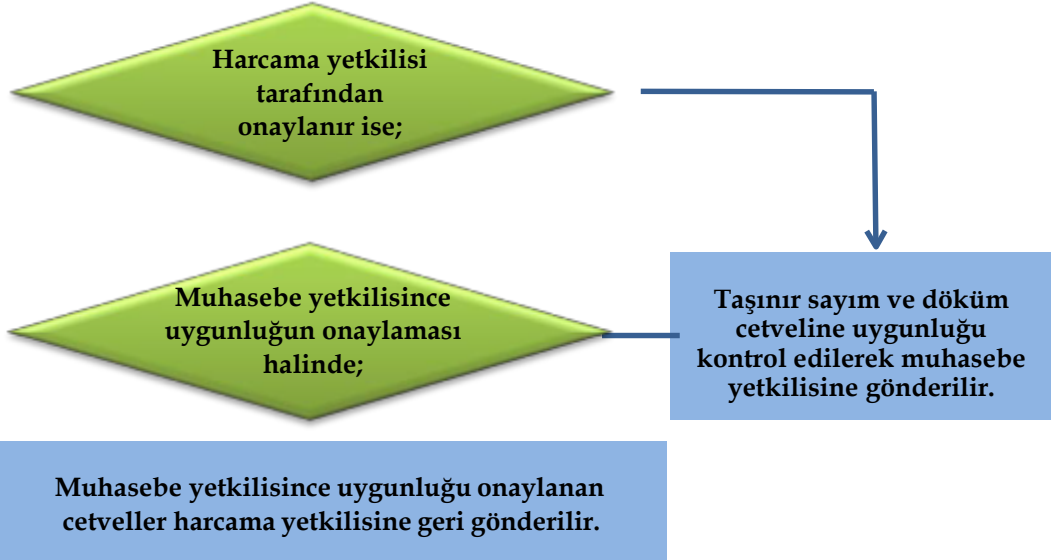 Harcama yetkilisi
tarafından
onaylanır ise;
Taşınır sayım ve döküm
cetveline uygunluğu
kontrol edilerek muhasebe
yetkilisine gönderilir.
Muhasebe yetkilisince
uygunluğun onaylaması
halinde;
Muhasebe yetkilisince uygunluğu onaylanan
cetveller harcama yetkilisine geri gönderilir.